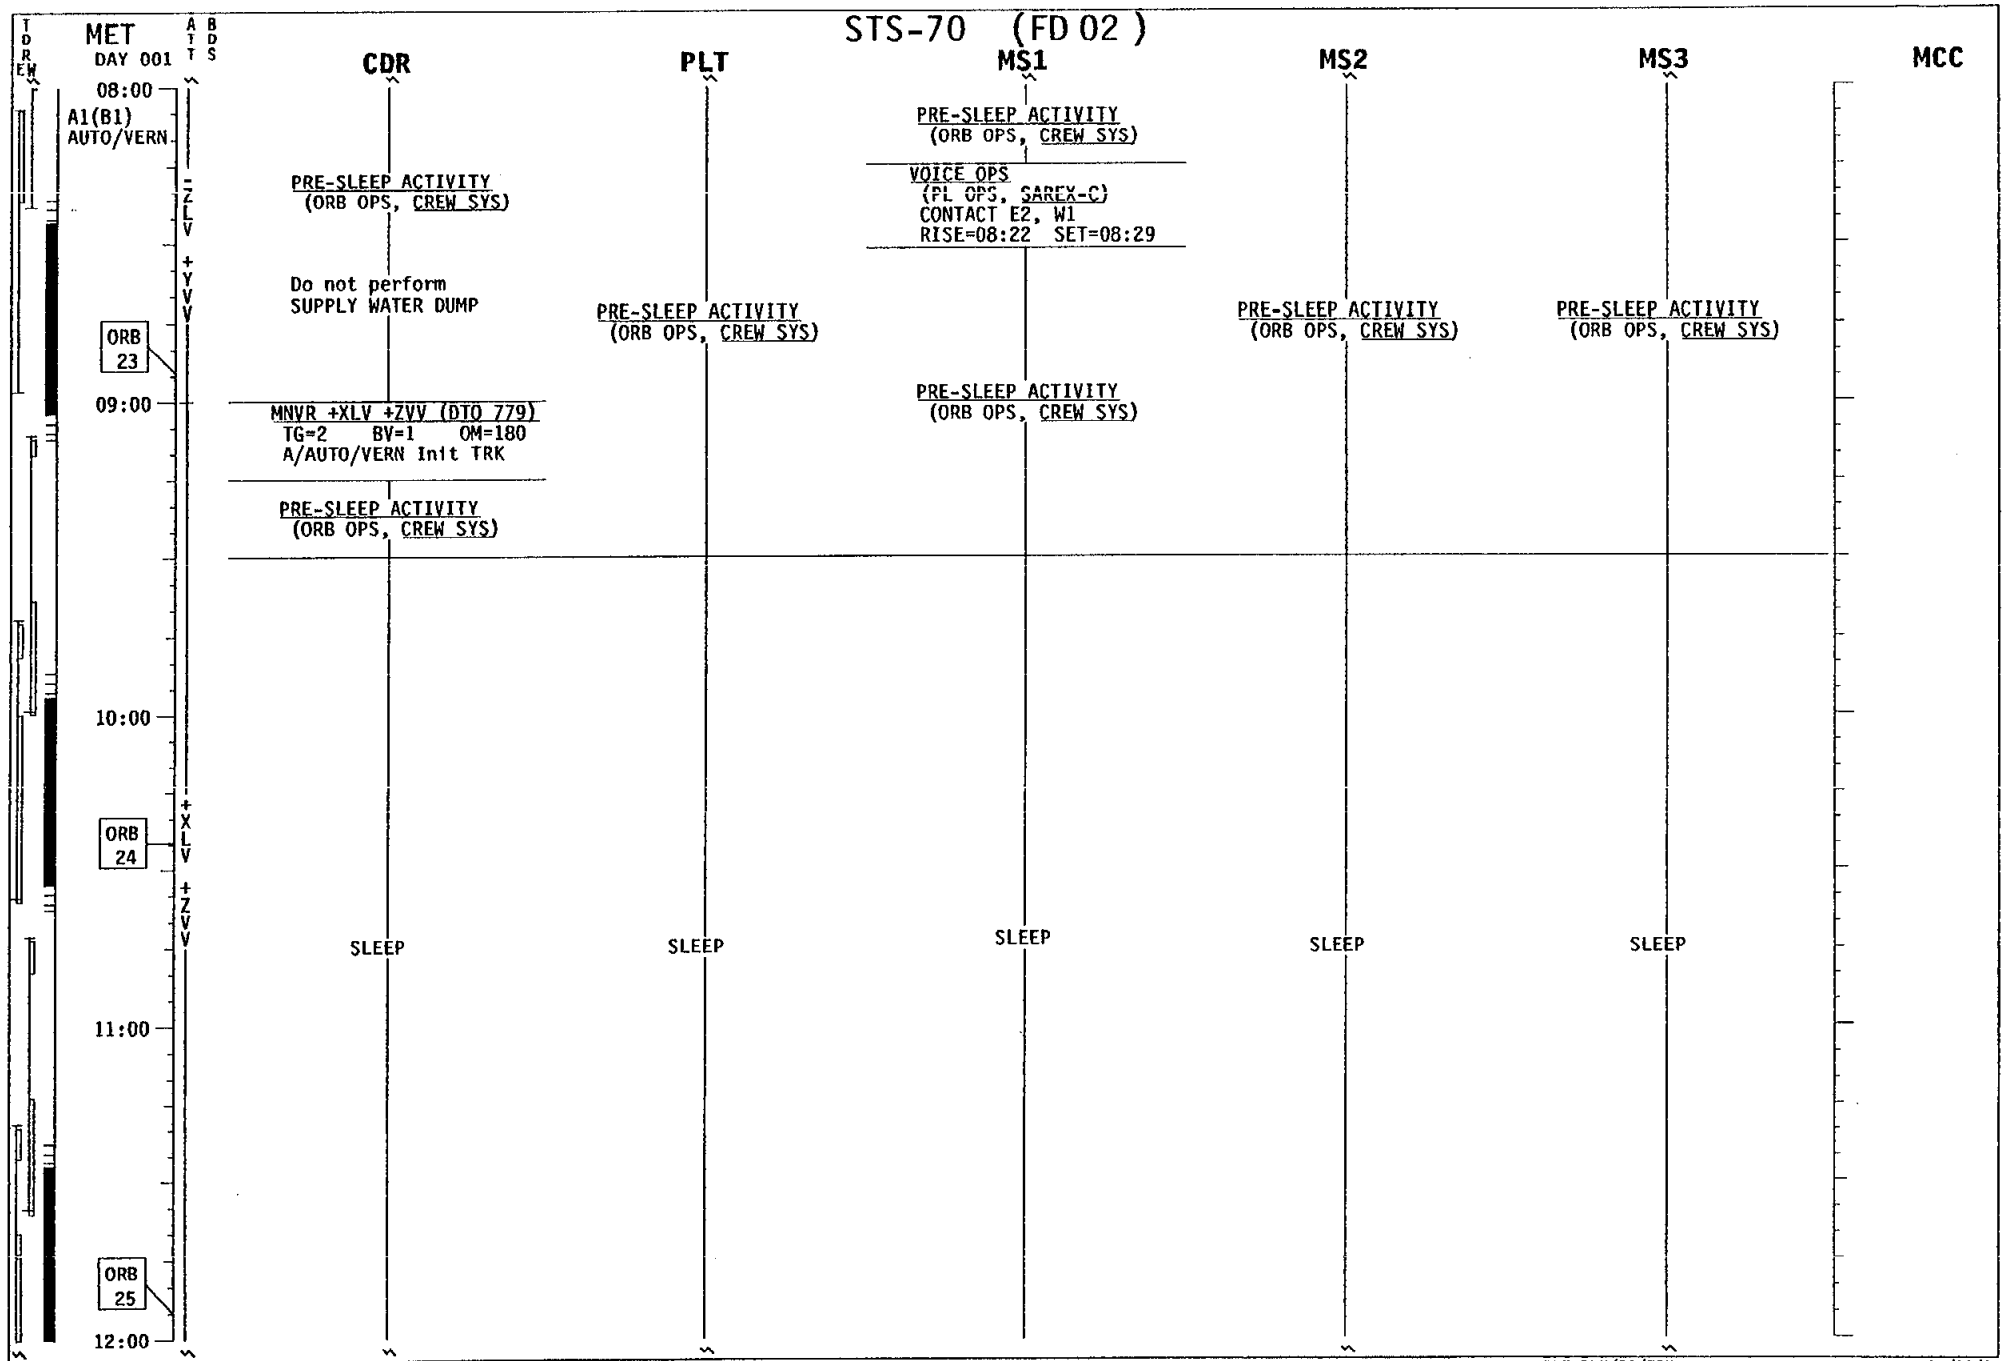 STS-70 (FD 02 )
TDRS
E W
MET
DAY 001
ATT
BDS
CDR
PLT
MS1
MS2
MS3
MCC
08:00
A1(B1)
AUTO/VERN
-ZLV +YVV
PRE-SLEEP ACTIVITY
(ORB OPS, CREW SYS)
Do not perform
SUPPLY WATER DUMP
PRE-SLEEP ACTIVITY
(ORB OPS, CREW SYS)
PRE-SLEEP ACTIVITY
(ORB OPS, CREW SYS)
VOICE OPS
(PL OPS, SAREX-C)
CONTACT E2, W1
RISE=08:22 SET=08:29
PRE-SLEEP ACTIVITY
(ORB OPS, CREW SYS)
PRE-SLEEP ACTIVITY
(ORB OPS, CREW SYS)
PRE-SLEEP ACTIVITY
(ORB OPS, CREW SYS)
ORB
23
09:00
MNVR +XLV +ZVV (DTO 779)
TG=2 BV=1 OM=180
A/AUTO/VERN Init TRK
PRE-SLEEP ACTIVITY
(ORB OPS, CREW SYS)
10:00
+XLV +ZVV
ORB
24
SLEEP
SLEEP
SLEEP
SLEEP
SLEEP
11:00
ORB
25
12:00